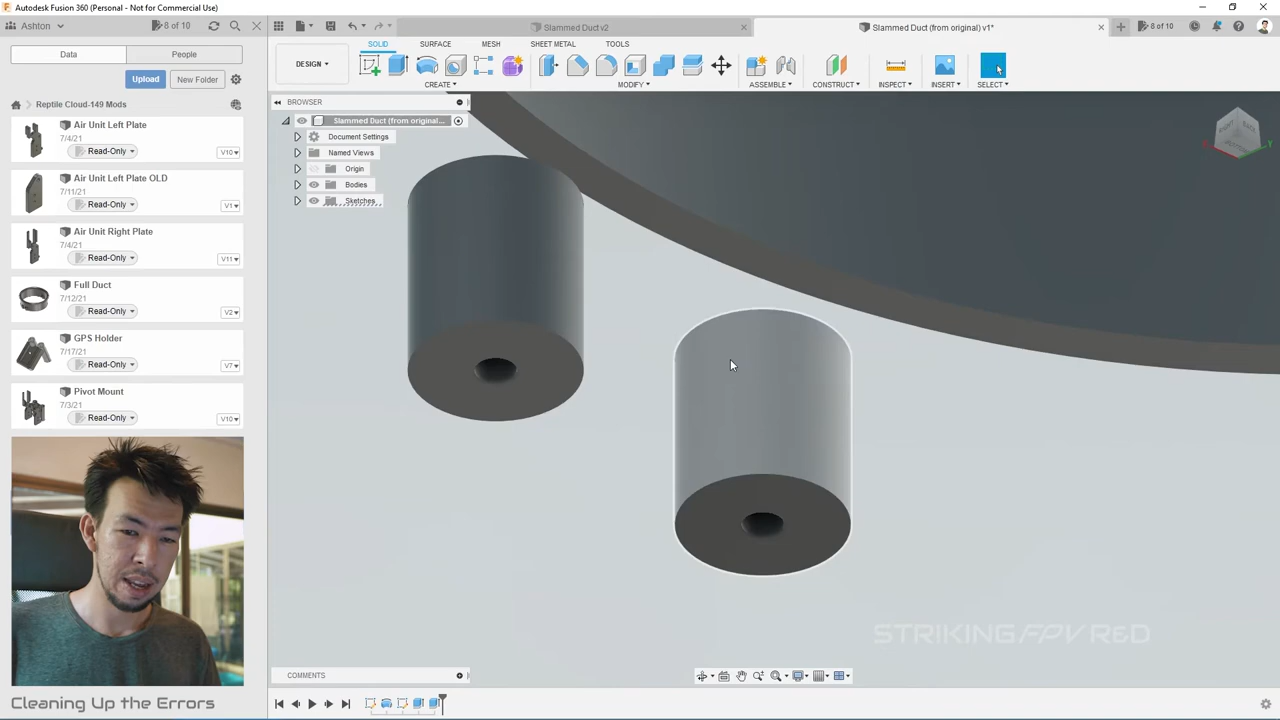 Autodesk Fusion 360 (Not for Commercial Use)
Ashton
8 of 10
Slammed Duct v2
Slammed Duct (from original) v1*
8 of 10
Data
People
SOLID
SURFACE
MESH
SHEET METAL
TOOLS
DESIGN
Upload
New Folder
CREATE
MODIFY
ASSEMBLE
CONSTRUCT
INSPECT
INSERT
SELECT
Reptile Cloud-149 Mods
BROWSER
Slammed Duct (from original...
Document Settings
Named Views
Origin
Bodies
Sketches
Air Unit Left Plate
7/4/21
Read-Only
V10
Air Unit Left Plate OLD
7/11/21
Read-Only
V1
Air Unit Right Plate
7/4/21
Read-Only
V11
Full Duct
7/12/21
Read-Only
V2
GPS Holder
7/17/21
Read-Only
V7
Pivot Mount
7/3/21
Read-Only
V10
STRIKING FPV R&D
COMMENTS
Cleaning Up the Errors